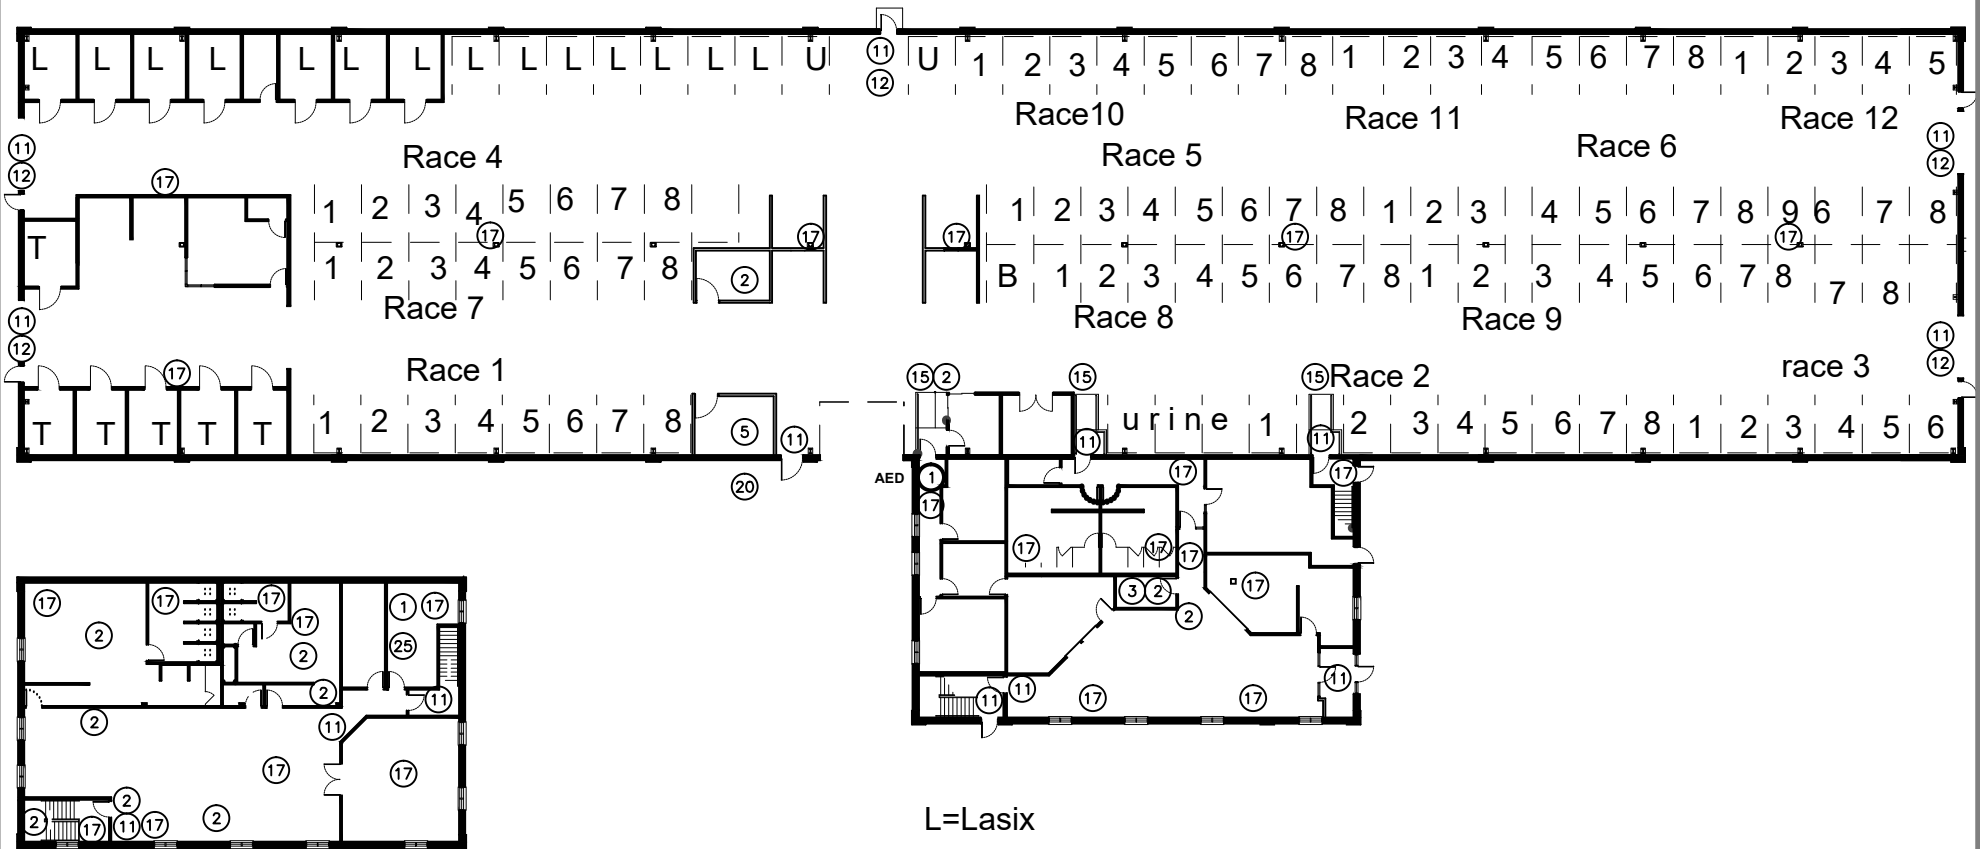 L L L L L L L L L L L L L L U 11 U 1 2 3 4 5 6 7 8 1 2 3 4 5 6 7 8 1 2 3 4 5
12
Race10 Race 11 Race 12
11 Race 4 Race 5 Race 6 11
12 12
17
1 2 3 4 5 6 7 8 1 2 3 4 5 6 7 8 1 2 3 4 5 6 7 8 9 6 7 8
T 17 17 17 17 17
1 2 3 4 5 6 7 8 2 B 1 2 3 4 5 6 7 8 1 2 3 4 5 6 7 8 7 8
Race 7 Race 8 Race 9
11 11
12 12
17 Race 1 15 2 15 15 Race 2 race 3
T T T T T 1 2 3 4 5 6 7 8 5 11 11 urine 1 11 2 3 4 5 6 7 8 1 2 3 4 5 6
20 AED 1 17 17
17
17 17 17
17 17 17 2 1 17 3 2 17
17 2 2
2 25
2 11 11 11 11
2 11 17 17
17 17
2 2 17 11 17 2
L=Lasix